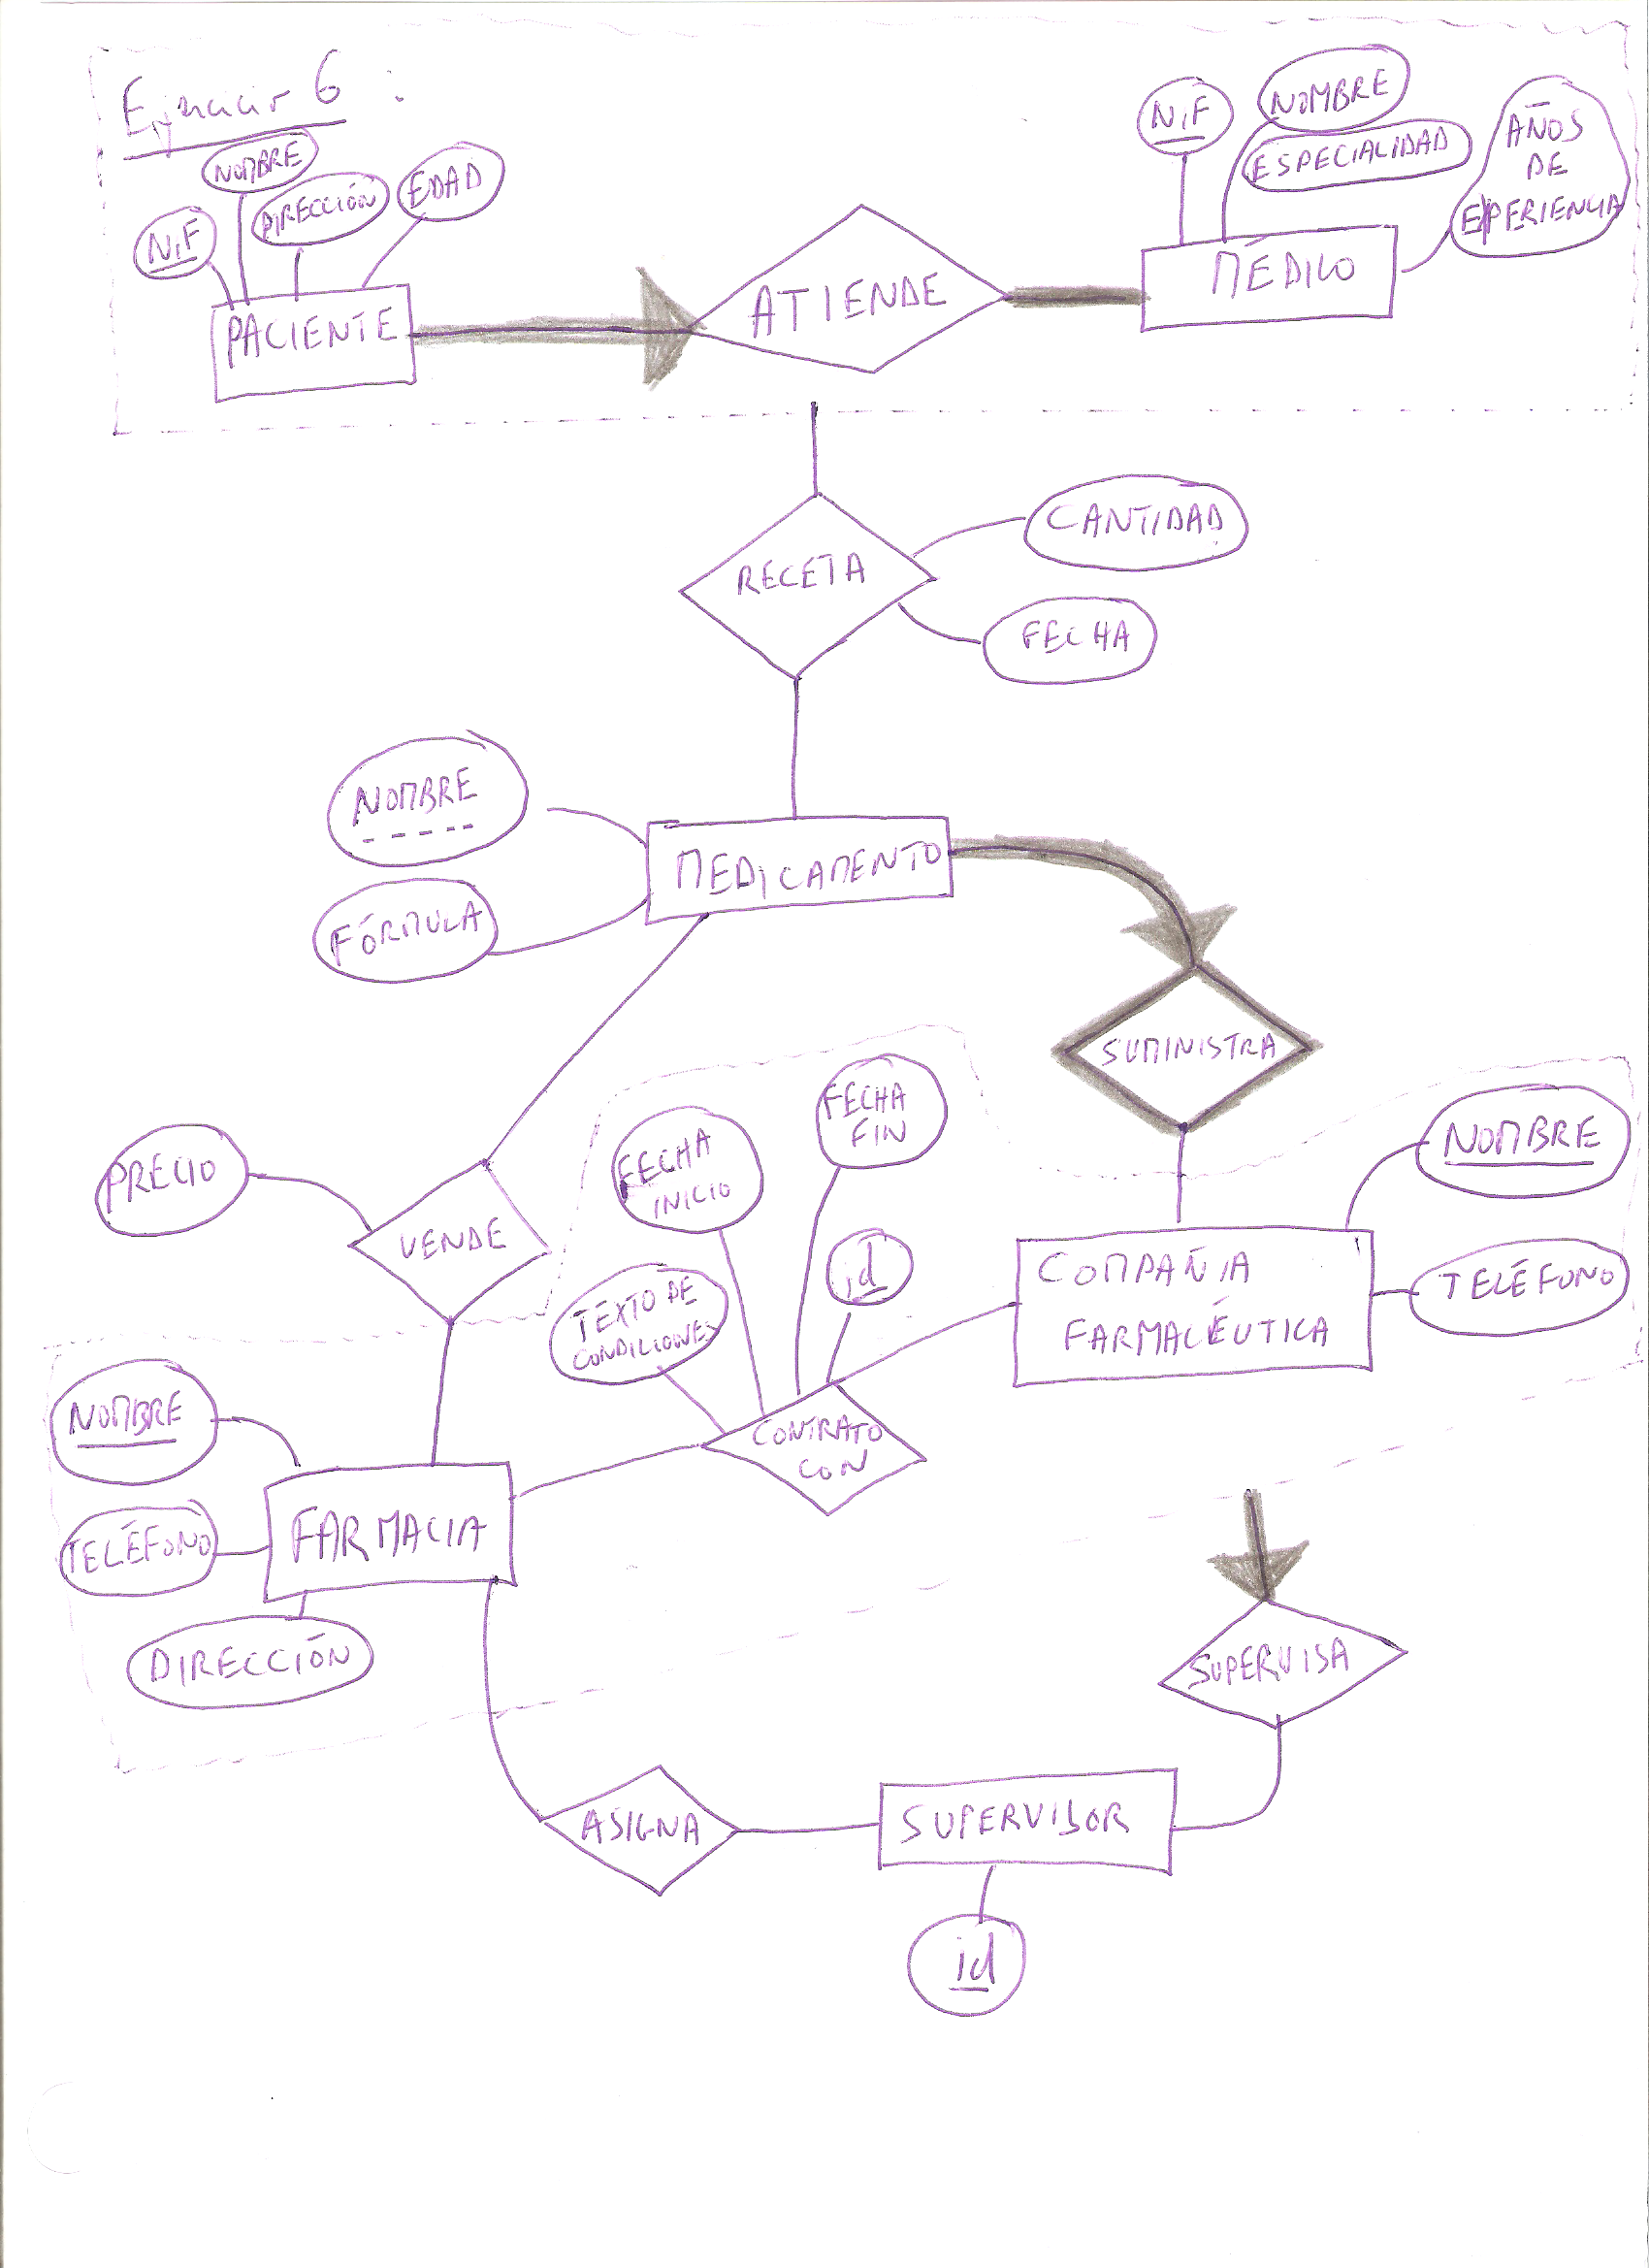 Ejercicio 6
NOMBRE
NIF
DIRECCIÓN
EDAD
NIF
NOMBRE
ESPECIALIDAD
AÑOS
DE
EXPERIENCIA
PACIENTE
ATIENDE
MÉDICO
RECETA
CANTIDAD
FECHA
NOMBRE
FÓRMULA
MEDICAMENTO
SUMINISTRA
PRECIO
VENDE
FECHA
INICIO
FECHA
FIN
id
TEXTO DE
CONDICIONES
NOMBRE
TELÉFONO
COMPAÑIA
FARMACÉUTICA
CONTRATO
CON
NOMBRE
TELÉFONO
DIRECCIÓN
FARMACIA
SUPERVISA
ASIGNA
SUPERVISOR
id